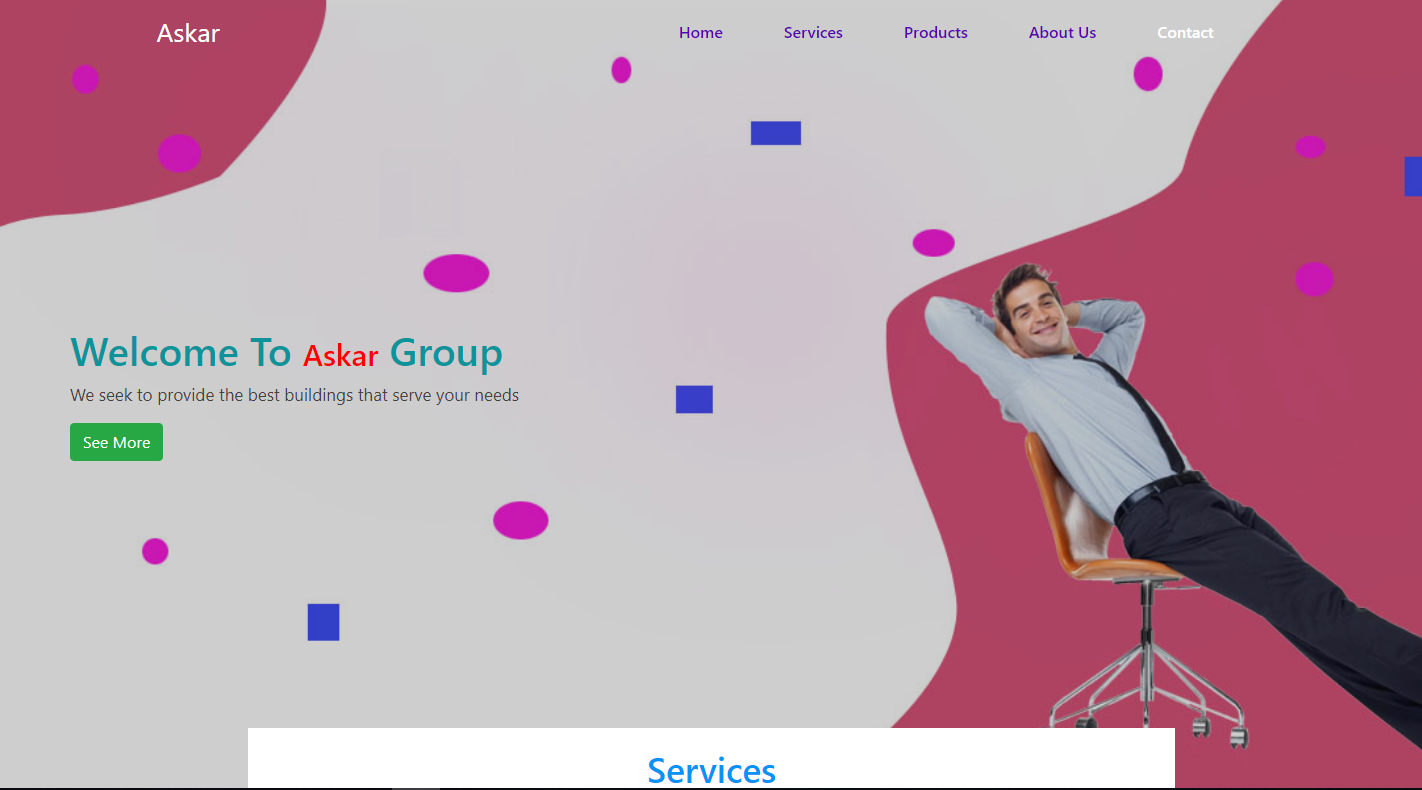 Askar Home Services Products About Us Contact
Welcome To Askar Group
We seek to provide the best buildings that serve your needs
See More
Services